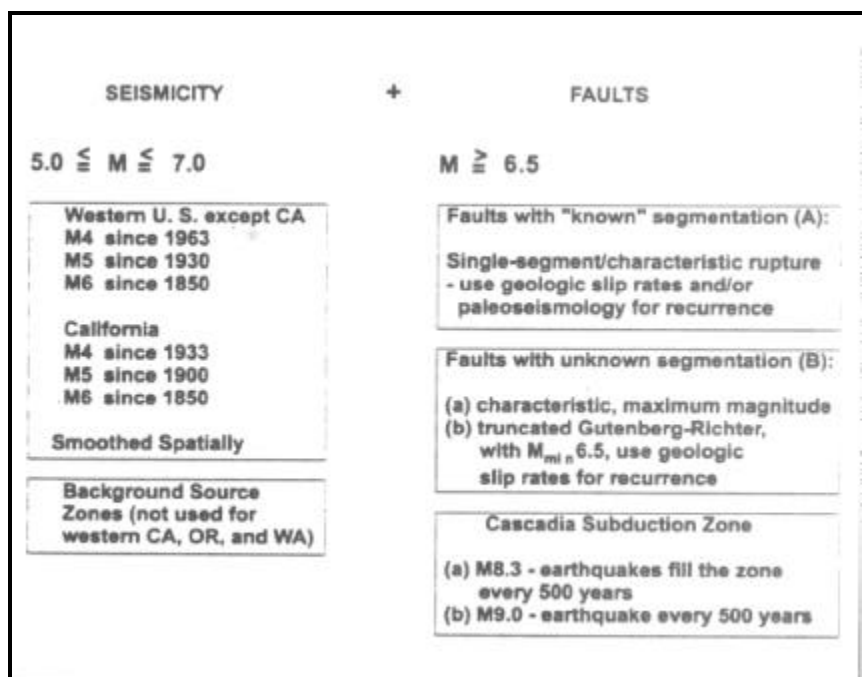 SEISMICITY + FAULTS
5.0 ≦ M ≦ 7.0
Western U. S. except CA
M4 since 1963
M5 since 1930
M6 since 1850
California
M4 since 1933
M5 since 1900
M6 since 1850
Smoothed Spatially
Background Source
Zones (not used for
western CA, OR, and WA)
M ≧ 6.5
Faults with "known" segmentation (A):
Single-segment/characteristic rupture
- use geologic slip rates and/or
paleoseismology for recurrence
Faults with unknown segmentation (B):
(a) characteristic, maximum magnitude
(b) truncated Gutenberg-Richter,
with Mmin 6.5, use geologic
slip rates for recurrence
Cascadia Subduction Zone
(a) M8.3 - earthquakes fill the zone
every 500 years
(b) M9.0 - earthquake every 500 years